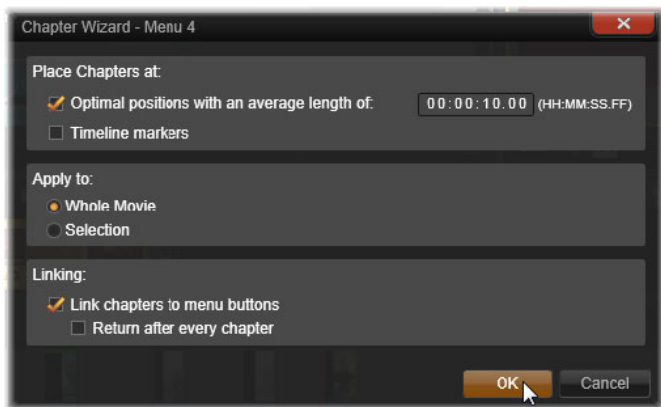 Chapter Wizard - Menu 4
Place Chapters at:
Optimal positions with an average length of: 00:00:10.00 (HH:MM:SS.FF)
Timeline markers
Apply to:
Whole Movie
Selection
Linking:
Link chapters to menu buttons
Return after every chapter
OK Cancel